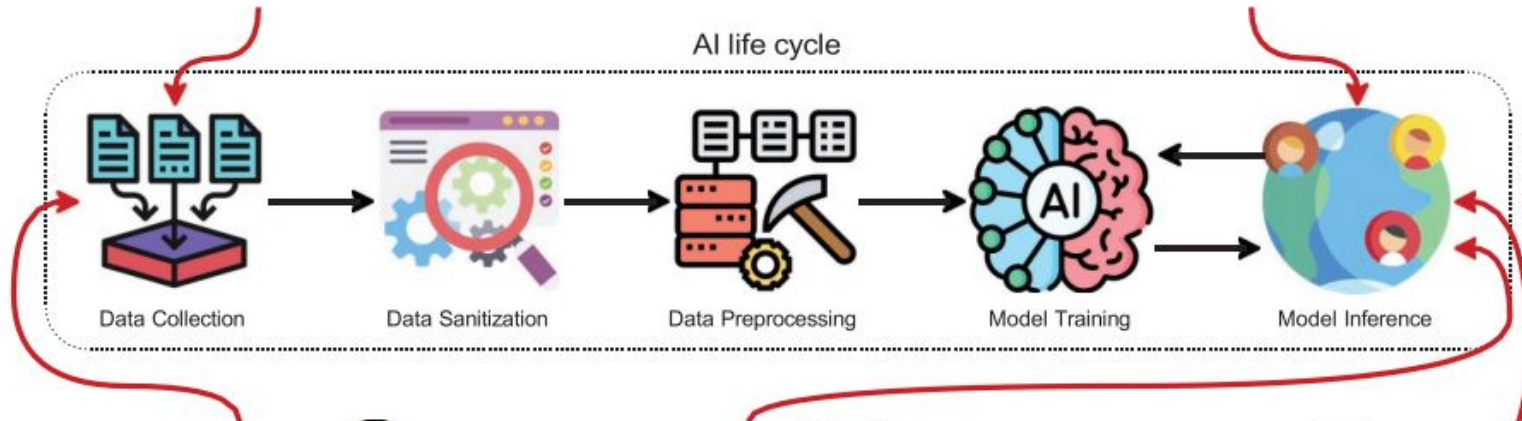 AI life cycle
AI
Data Collection
Data Sanitization
Data Preprocessing
Model Training
Model Inference